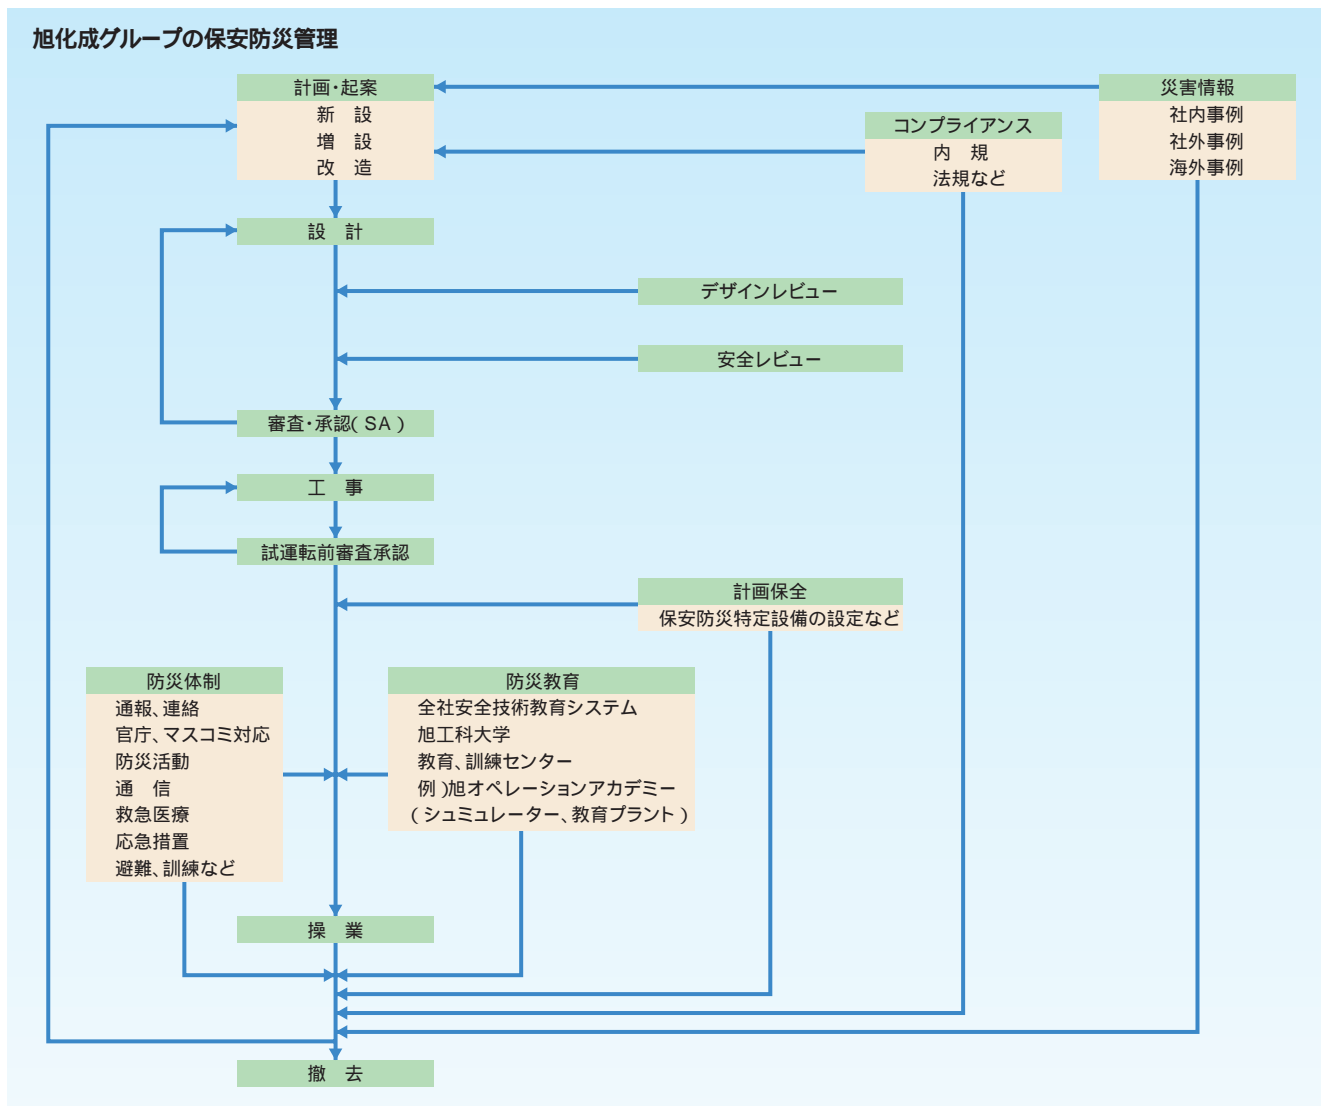 旭化成グループの保安防災管理
計画・起案
新　設
増　設
改　造
災害情報
社内事例
社外事例
海外事例
コンプライアンス
内　規
法規など
設　計
デザインレビュー
安全レビュー
審査・承認(SA)
工　事
試運転前審査承認
計画保全
保安防災特定設備の設定など
防災体制
通報、連絡
官庁、マスコミ対応
防災活動
通　信
救急医療
応急措置
避難、訓練など
防災教育
全社安全技術教育システム
旭工科大学
教育、訓練センター
例)旭オペレーションアカデミー
(シュミュレーター、教育プラント)
操　業
撤　去